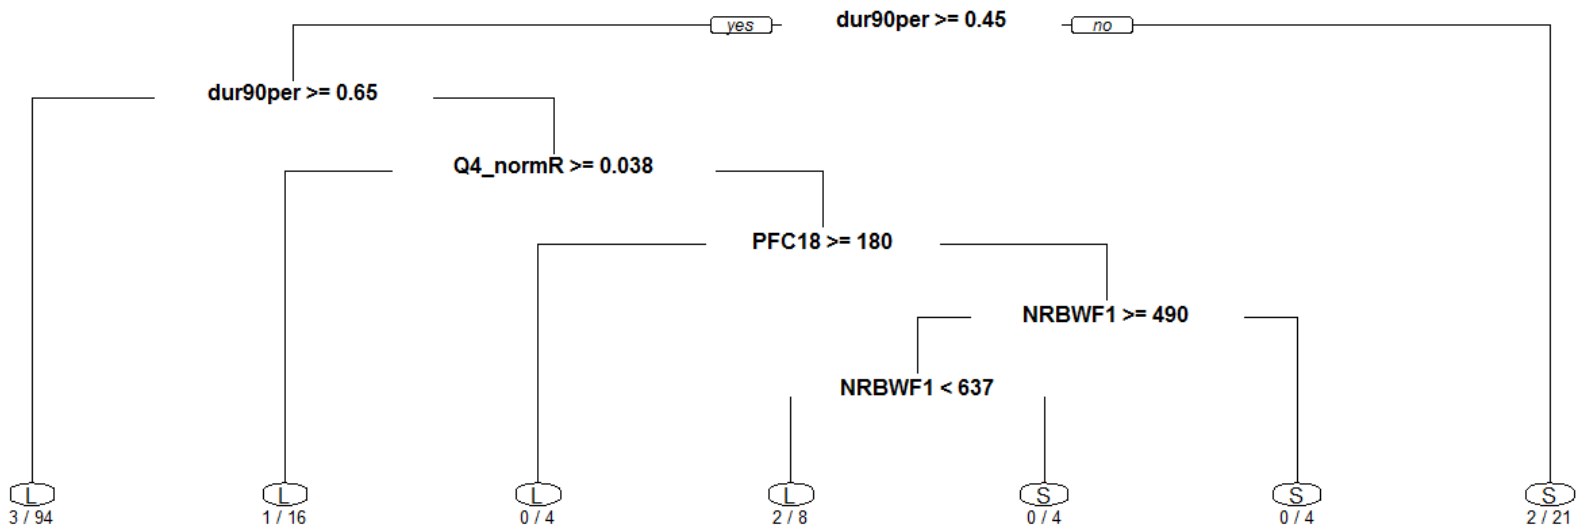 dur90per >= 0.45
yes
no
dur90per >= 0.65
Q4_normR >= 0.038
PFC18 >= 180
NRBWF1 >= 490
NRBWF1 < 637
L
L
L
L
S
S
S
3 / 94
1 / 16
0 / 4
2 / 8
0 / 4
0 / 4
2 / 21